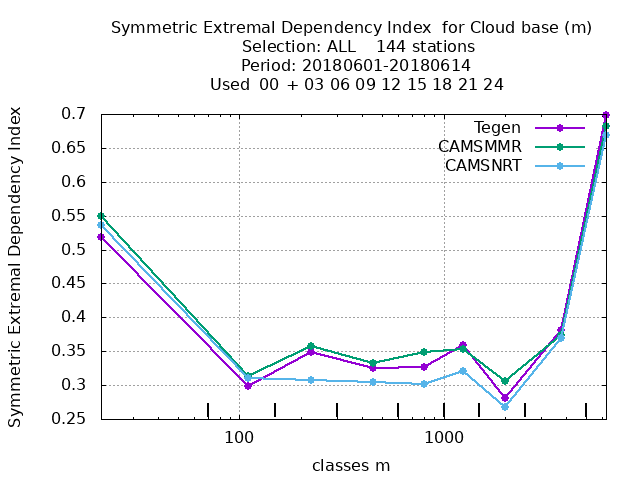 Symmetric Extremal Dependency Index  for Cloud base (m)
Selection: ALL    144 stations
Period: 20180601-20180614
Used  00 + 03 06 09 12 15 18 21 24
Symmetric Extremal Dependency Index
0.7
0.65
0.6
0.55
0.5
0.45
0.4
0.35
0.3
0.25
Tegen
CAMSMMR
CAMSNRT
100
1000
classes m